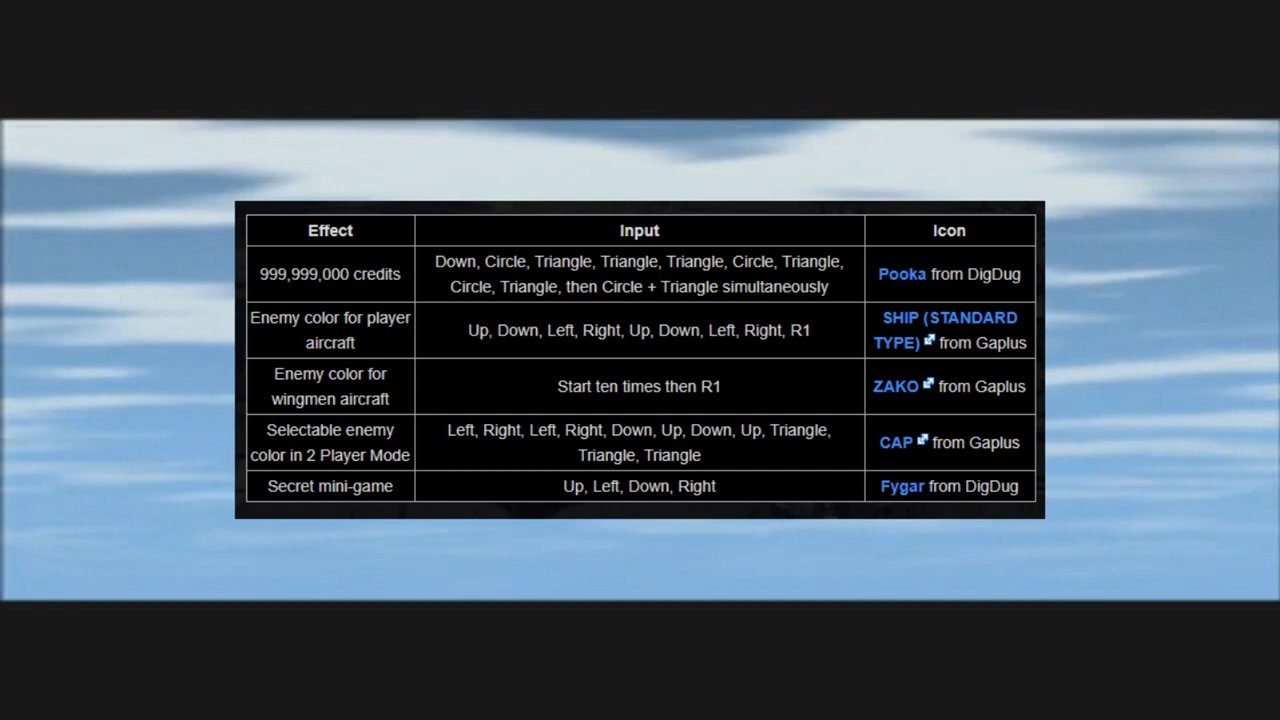 Effect Input Icon
999,999,000 credits
Down, Circle, Triangle, Triangle, Triangle, Circle, Triangle,
Circle, Triangle, then Circle + Triangle simultaneously
Pooka from DigDug
Enemy color for player
aircraft
Up, Down, Left, Right, Up, Down, Left, Right, R1
SHIP (STANDARD
TYPE) from Gaplus
Enemy color for
wingmen aircraft
Start ten times then R1
ZAKO from Gaplus
Selectable enemy
color in 2 Player Mode
Left, Right, Left, Right, Down, Up, Down, Up, Triangle,
Triangle, Triangle
CAP from Gaplus
Secret mini-game
Up, Left, Down, Right
Fygar from DigDug